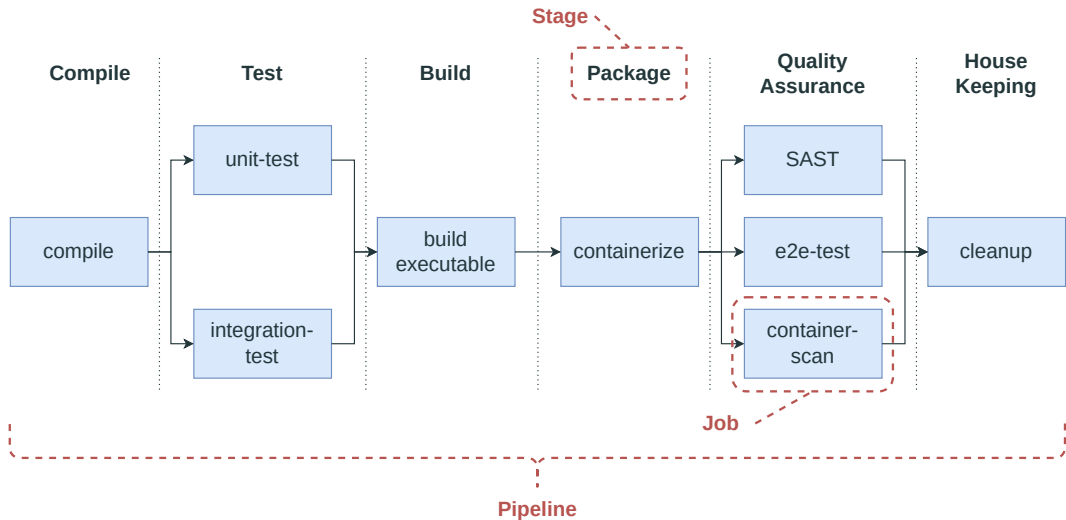 Stage
Compile
Test
Build
Package
Quality
Assurance
House
Keeping
unit-test
SAST
compile
build
executable
containerize
e2e-test
cleanup
integration-
test
container-
scan
Job
Pipeline